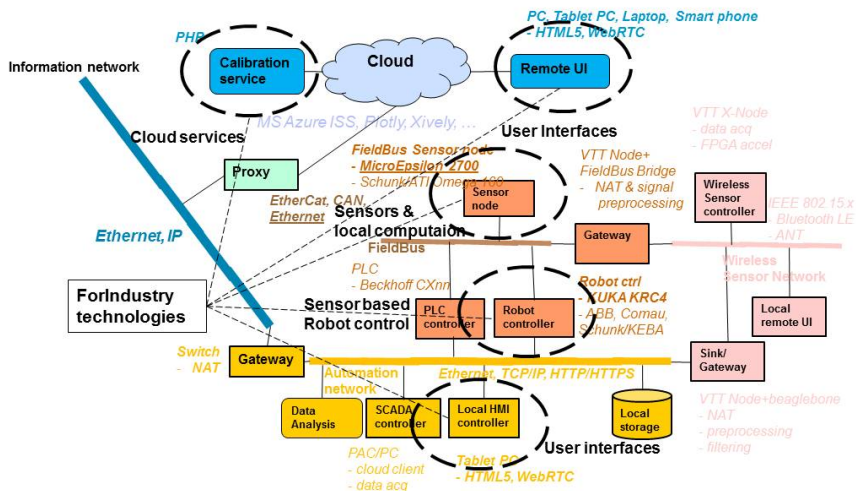 PC, Tablet PC, Laptop, Smart phone
- HTML5, WebRTC
PHP
Calibration
service
Cloud
Remote UI
Information network
Cloud services
MS Azure ISS, Plotly, Xively, ...
User Interfaces
VTT X-Node
- data acq
- FPGA accel
Proxy
FieldBus Sensor node
- MicroEpsilon 2700
- Schunk/ATI Omega 160
VTT Node+
FieldBus Bridge
- NAT & signal
preprocessing
Sensor
node
Wireless
Sensor
controller
EtherCat, CAN,
Ethernet
IEEE 802.15.x
- Bluetooth LE
- ANT
Sensors &
local computaion
Ethernet, IP
FieldBus
Gateway
Wireless
Sensor Network
PLC
- Beckhoff CXnn
Robot ctrl
- KUKA KRC4
- ABB, Comau,
Schunk/KEBA
ForIndustry
technologies
Sensor based
Robot control
PLC
controller
Robot
controller
Local
remote UI
Switch
- NAT
Gateway
Sink/
Gateway
Automation
network
Ethernet, TCP/IP, HTTP/HTTPS
Data
Analysis
SCADA
controller
Local HMI
controller
Local
storage
VTT Node+beaglebone
- NAT
- preprocessing
- filtering
User interfaces
PAC/PC
- cloud client
- data acq
Tablet PC
- HTML5, WebRTC